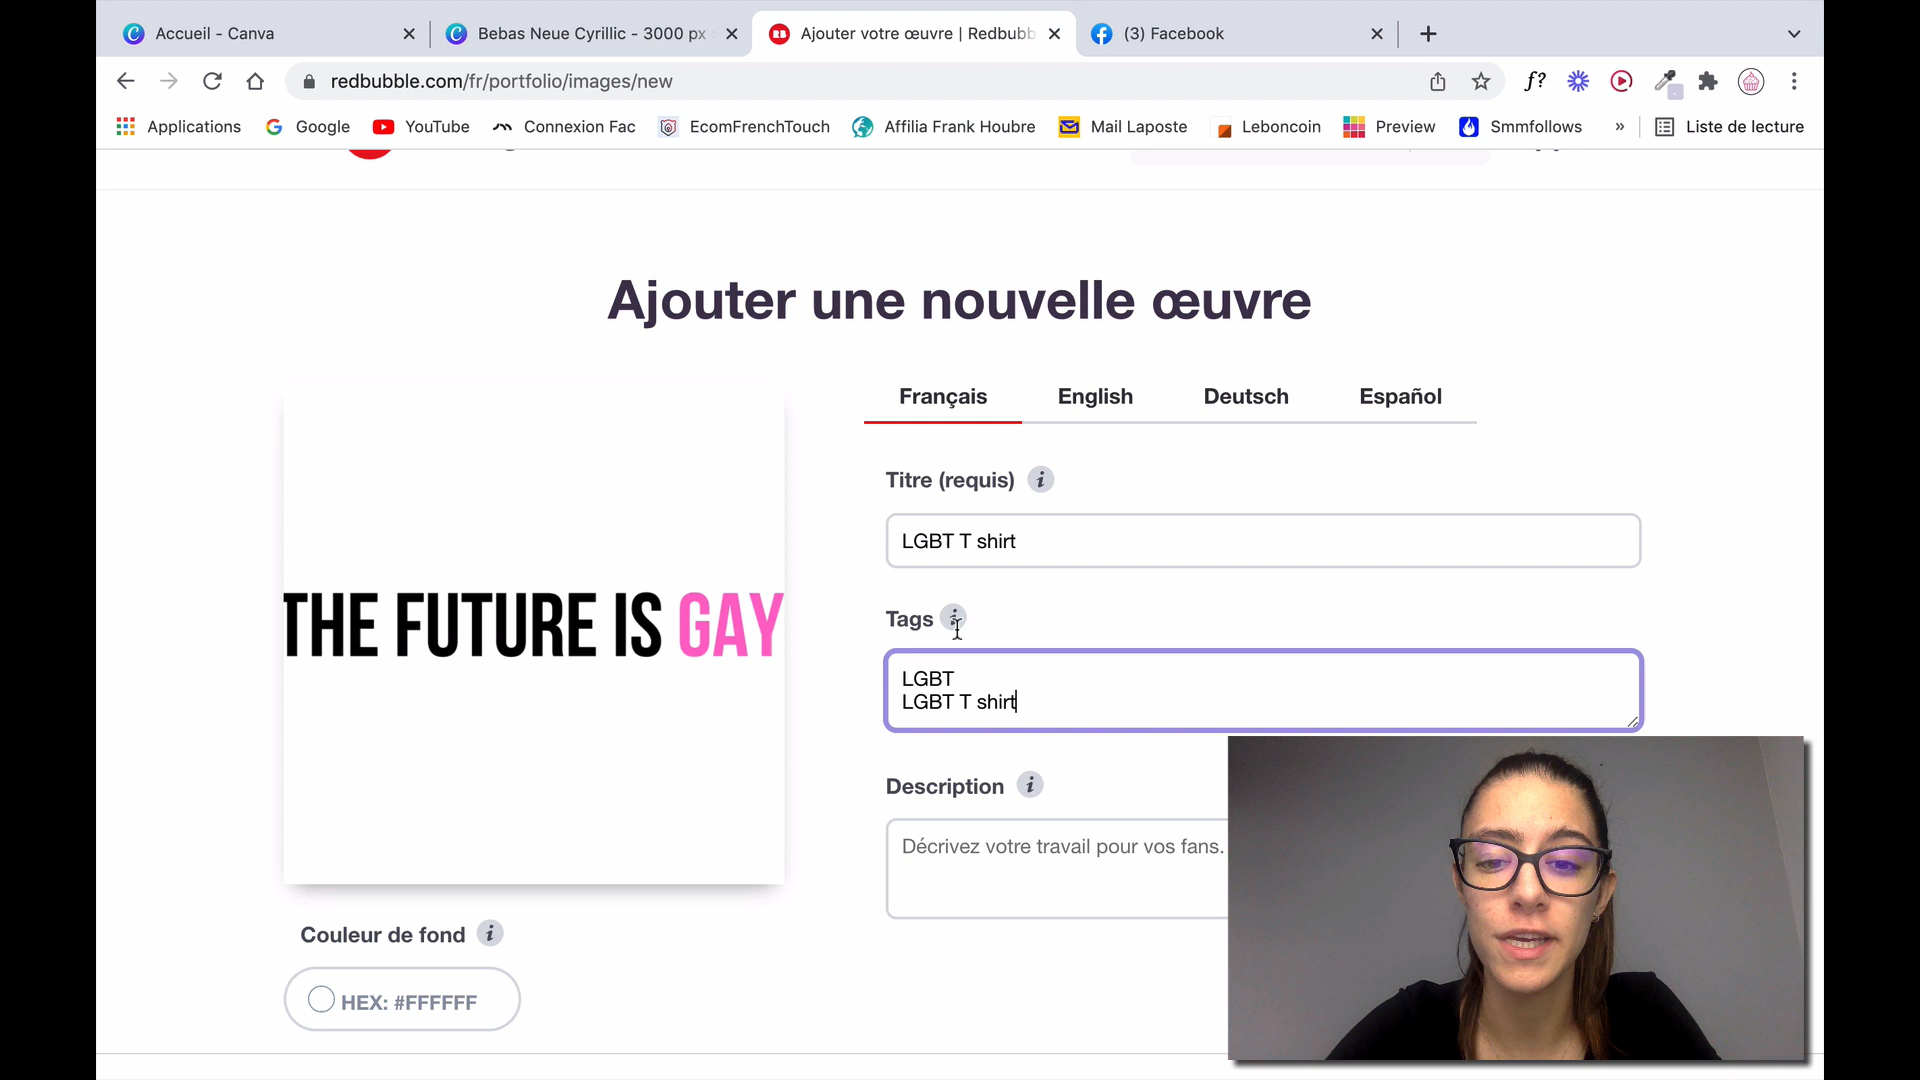 Accueil - Canva
Bebas Neue Cyrillic - 3000 px
Ajouter votre œuvre | Redbubb
(3) Facebook
redbubble.com/fr/portfolio/images/new
f?
Applications
Google
YouTube
Connexion Fac
EcomFrenchTouch
Affilia Frank Houbre
Mail Laposte
Leboncoin
Preview
Smmfollows
»
Liste de lecture
Ajouter une nouvelle œuvre
Français
English
Deutsch
Español
Titre (requis) i
LGBT T shirt
Tags i
LGBT
LGBT T shirt
THE FUTURE IS GAY
Description i
Décrivez votre travail pour vos fans.
Couleur de fond i
HEX: #FFFFFF